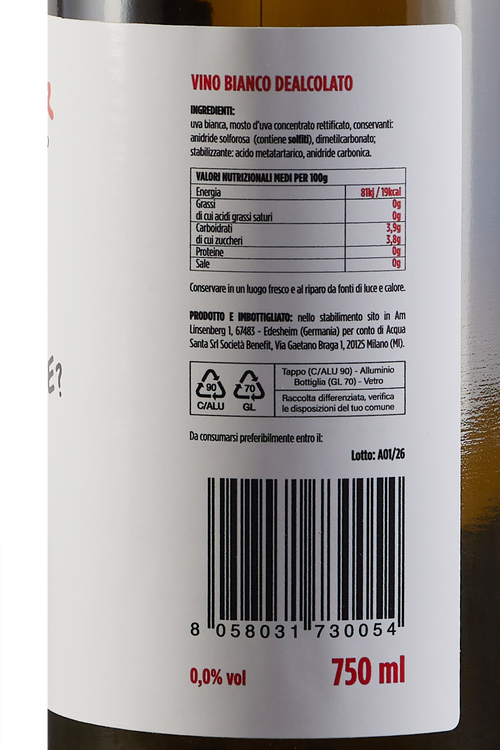 VINO BIANCO DEALCOLATO
INGREDIENTI:
uva bianca, mosto d'uva concentrato rettificato, conservanti:
anidride solforosa (contiene solfiti), dimetilcarbonato;
stabilizzante: acido metatartarico, anidride carbonica.
VALORI NUTRIZIONALI MEDI PER 100g
Energia 81kj / 19kcal
Grassi 0g
di cui acidi grassi saturi 0g
Carboidrati 3,9g
di cui zuccheri 3,8g
Proteine 0g
Sale 0g
Conservare in un luogo fresco e al riparo da fonti di luce e calore.
PRODOTTO E IMBOTTIGLIATO: nello stabilimento sito in Am
Linsenberg 1, 67483 - Edesheim (Germania) per conto di Acqua
Santa Srl Società Benefit, Via Gaetano Braga 1, 20125 Milano (MI).
90 70
C/ALU GL
Tappo (C/ALU 90) - Alluminio
Bottiglia (GL 70) - Vetro
Raccolta differenziata, verifica
le disposizioni del tuo comune
Da consumarsi preferibilmente entro il:
Lotto: A01/26
8 058031 730054
0,0% vol 750 ml
E?